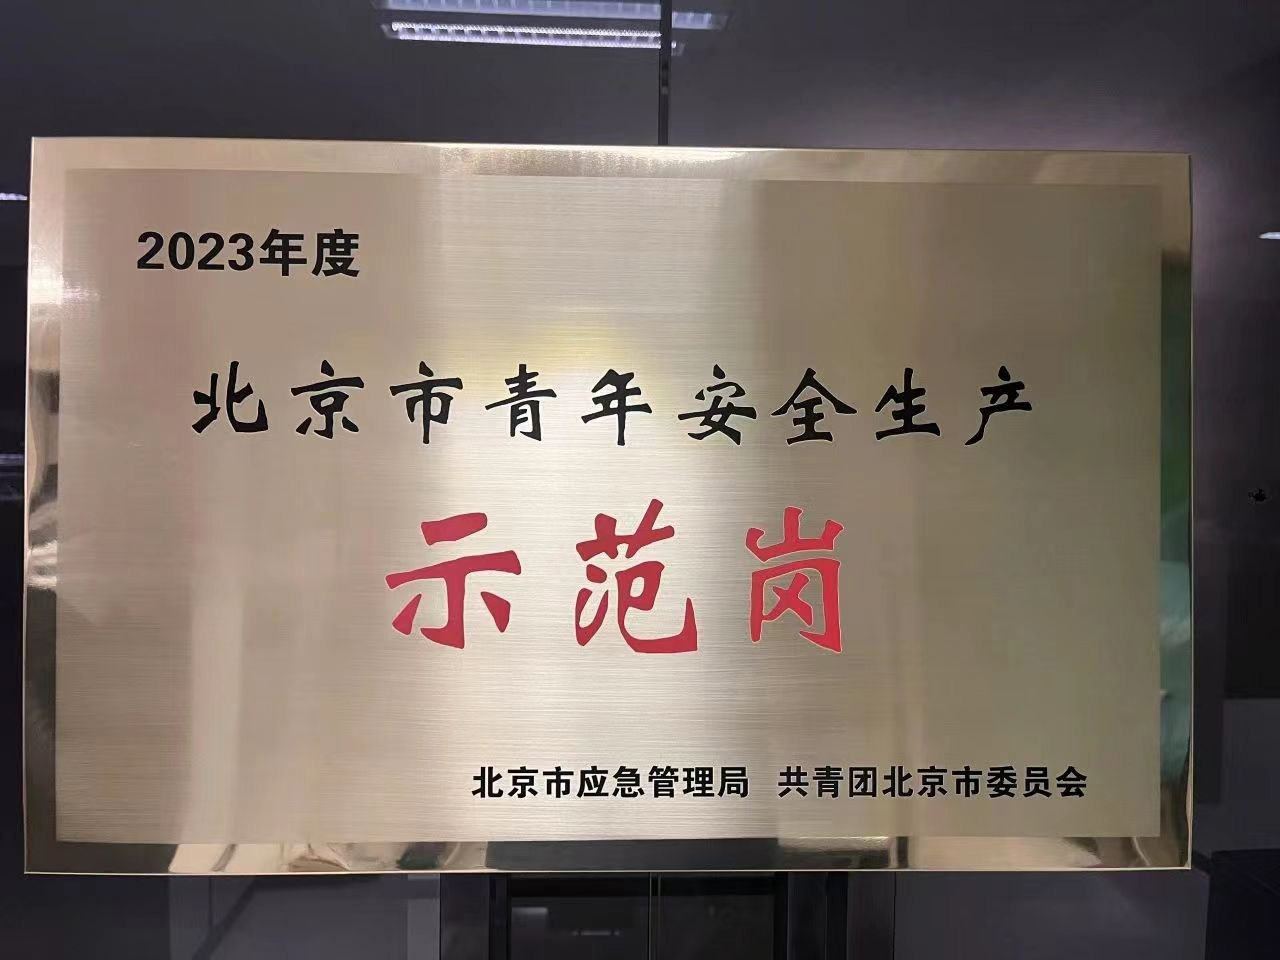 2023年度
北京市青年安全生产
示范岗
北京市应急管理局 共青团北京市委员会